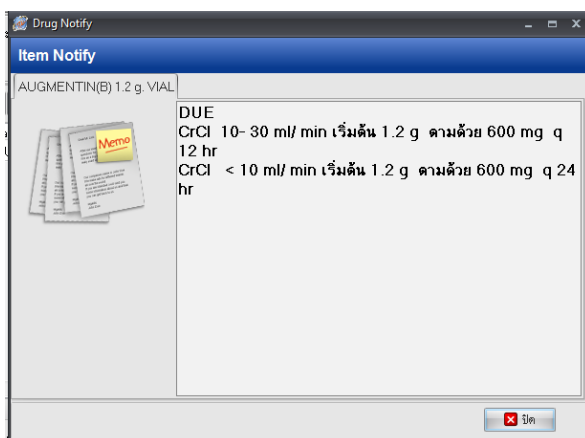 Drug Notify
Item Notify
AUGMENTIN(B) 1.2 g. VIAL
Memo
DUE
CrCl 10- 30 ml/ min เริ่มต้น 1.2 g ตามด้วย 600 mg q
12 hr
CrCl < 10 ml/ min เริ่มต้น 1.2 g ตามด้วย 600 mg q 24
hr
ปิด